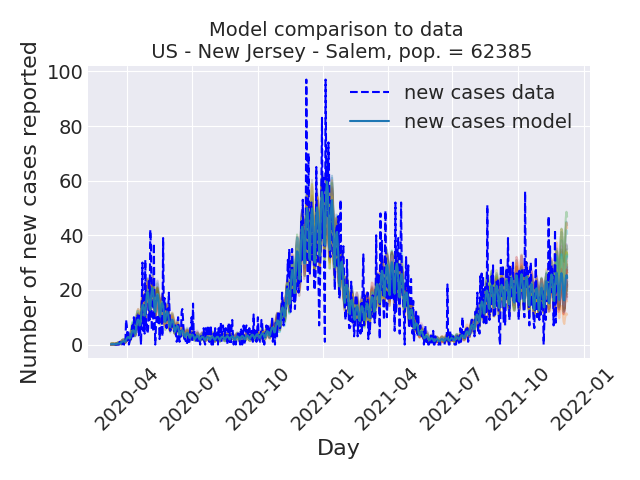 Model comparison to data
US - New Jersey - Salem, pop. = 62385
Number of new cases reported
100
80
60
40
20
0
new cases data
new cases model
2020-04
2020-07
2020-10
2021-01
2021-04
2021-07
2021-10
2022-01
Day